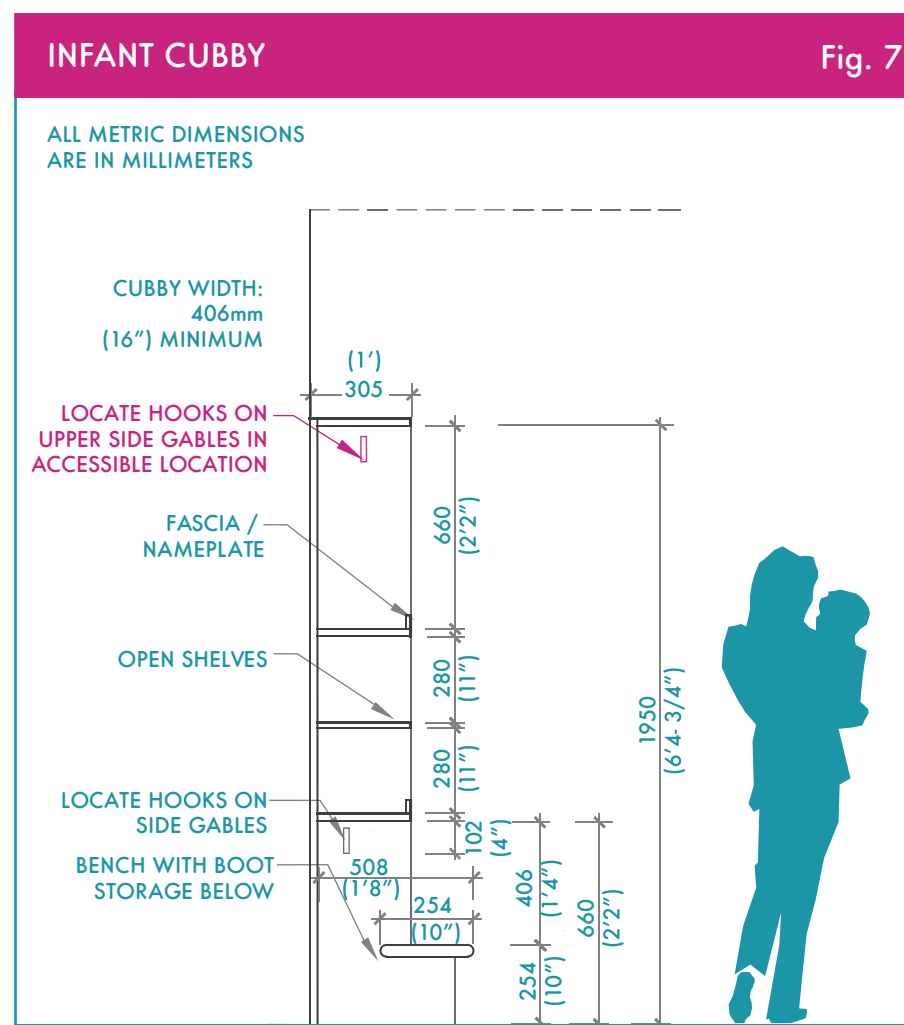 INFANT CUBBY
Fig. 7
ALL METRIC DIMENSIONS
ARE IN MILLIMETERS
CUBBY WIDTH:
406mm
(16”) MINIMUM
(1’)
305
LOCATE HOOKS ON
UPPER SIDE GABLES IN
ACCESSIBLE LOCATION
660
(2’2”)
FASCIA /
NAMEPLATE
OPEN SHELVES
280
(11”)
1950
(6’4- 3/4”)
280
(11”)
LOCATE HOOKS ON
SIDE GABLES
102
(4”)
BENCH WITH BOOT
STORAGE BELOW
508
(1’8”)
254
(10”)
406
(1’4”)
660
(2’2”)
254
(10”)